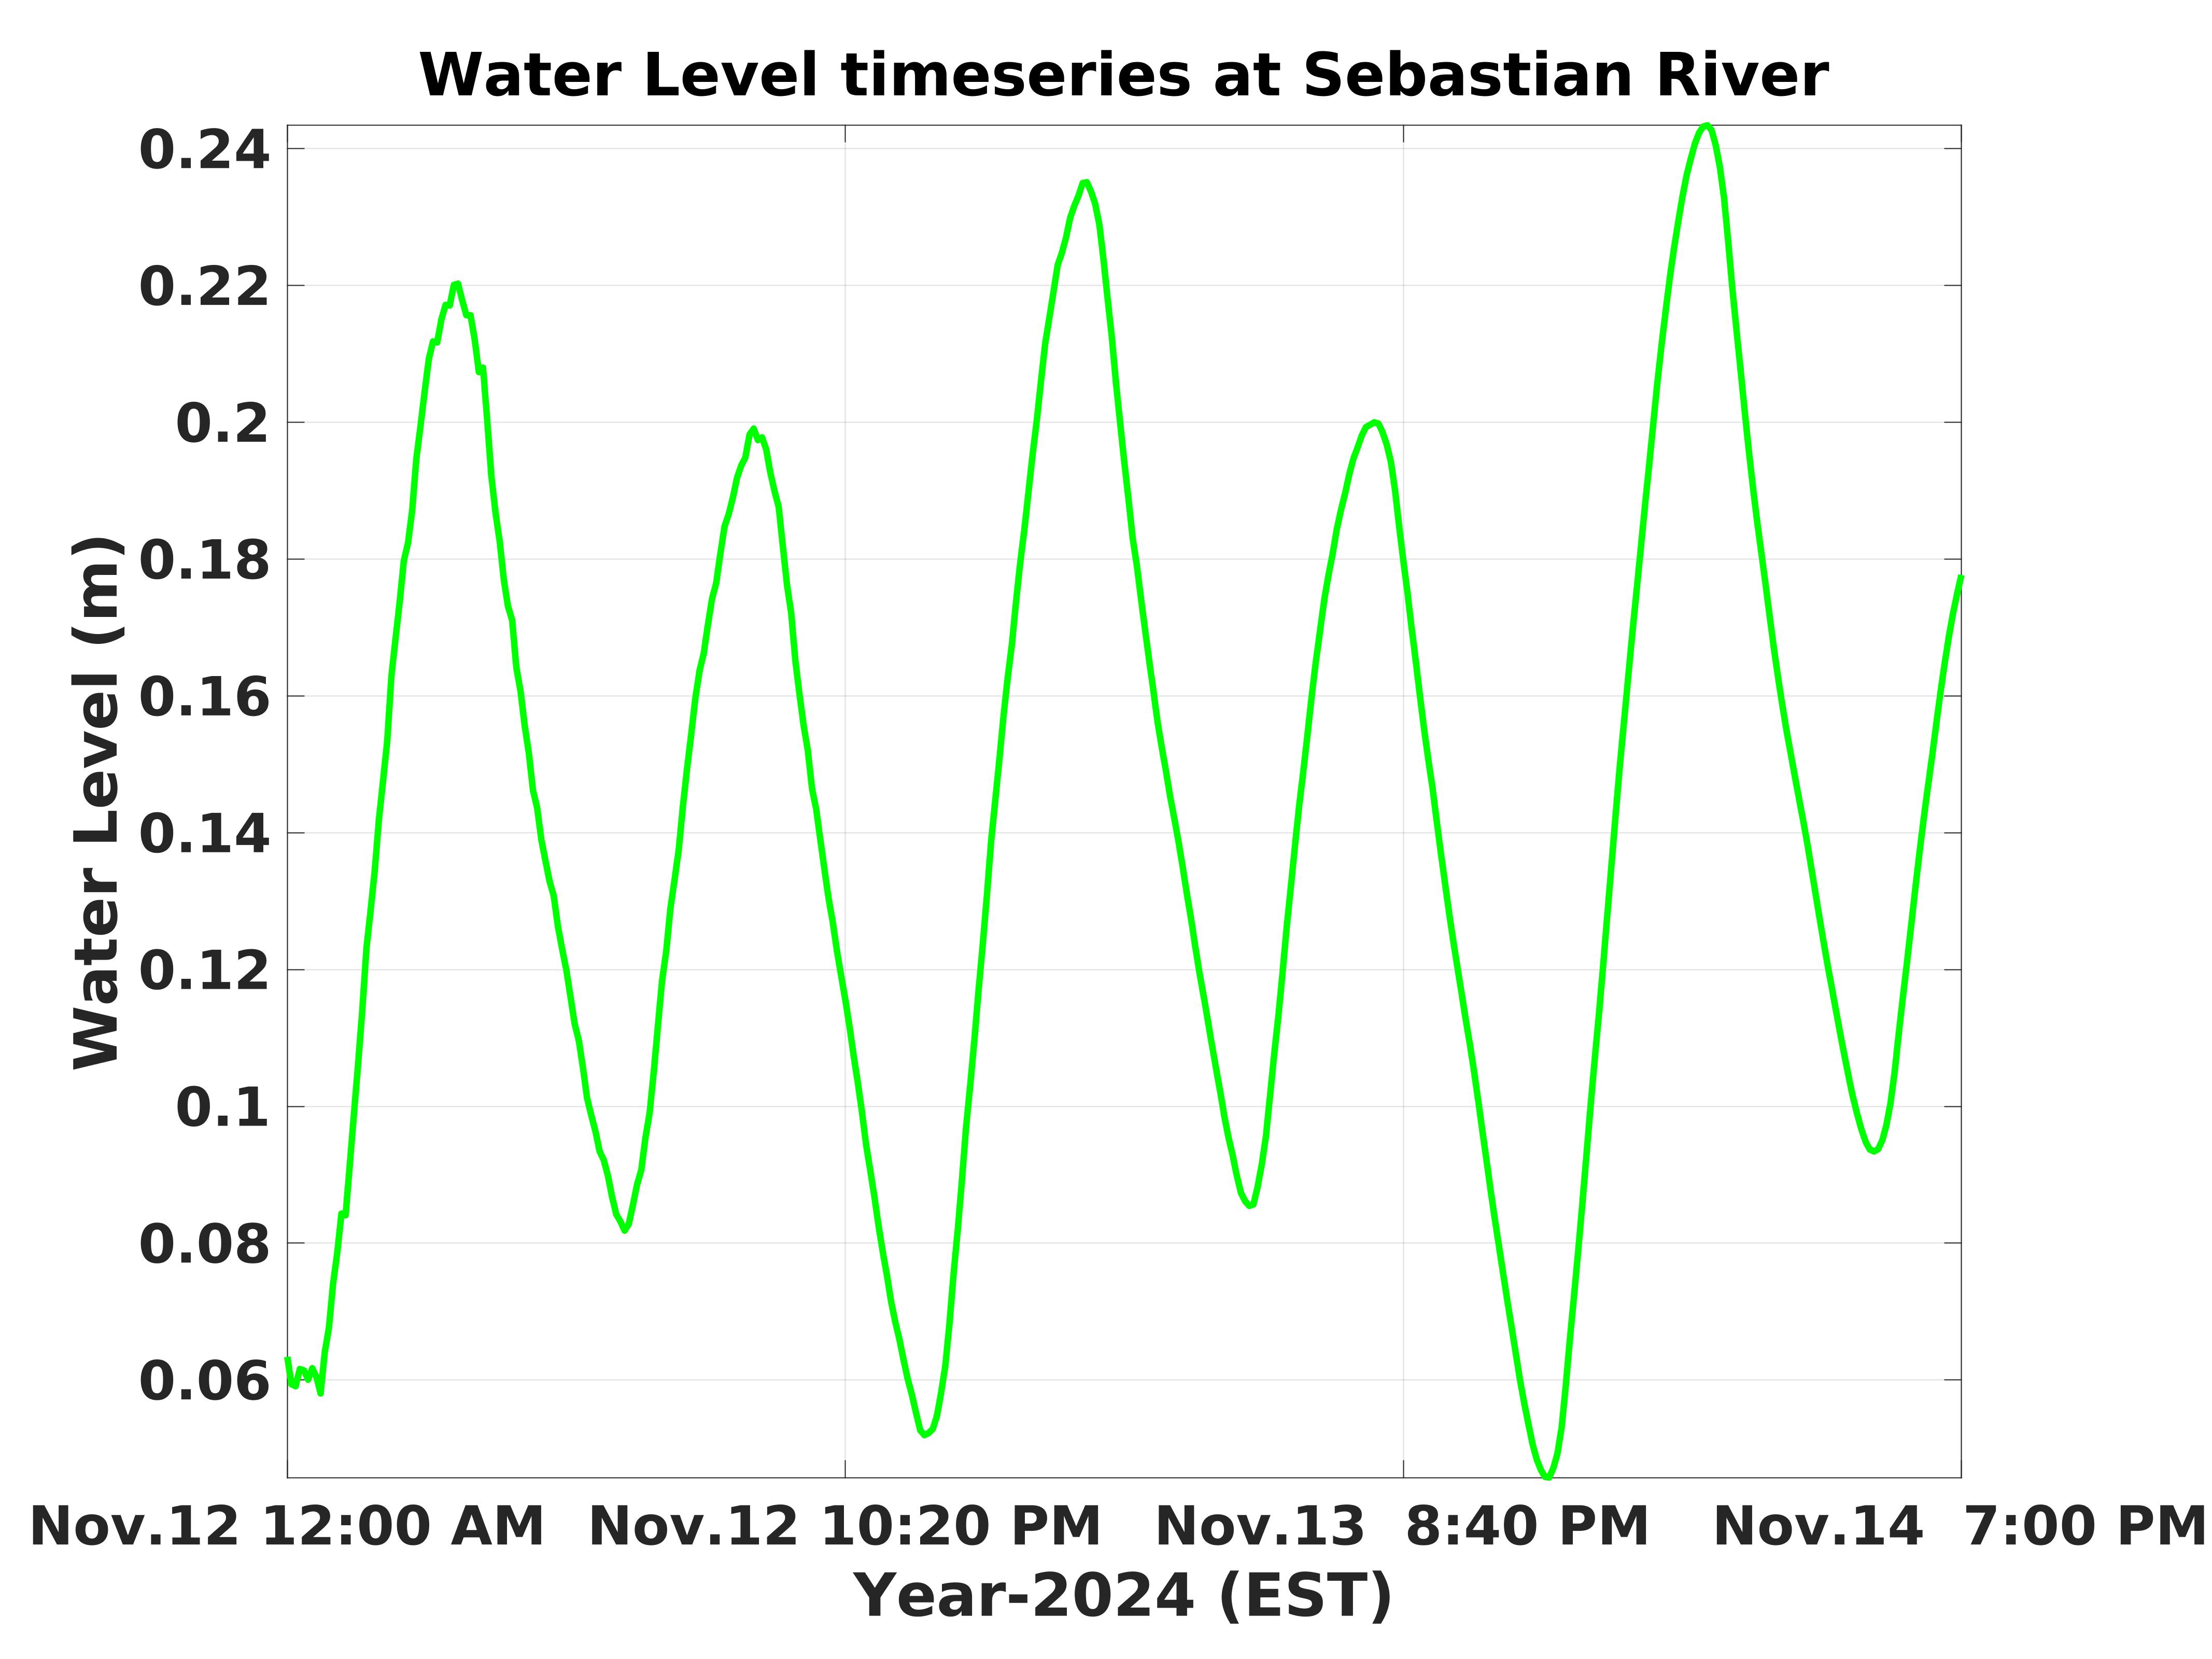 Water Level timeseries at Sebastian River
0.24
0.22
0.2
0.18
0.16
0.14
0.12
0.1
0.08
0.06
Water Level (m)
Nov.12 12:00 AM Nov.12 10:20 PM Nov.13 8:40 PM Nov.14 7:00 PM
Year-2024 (EST)